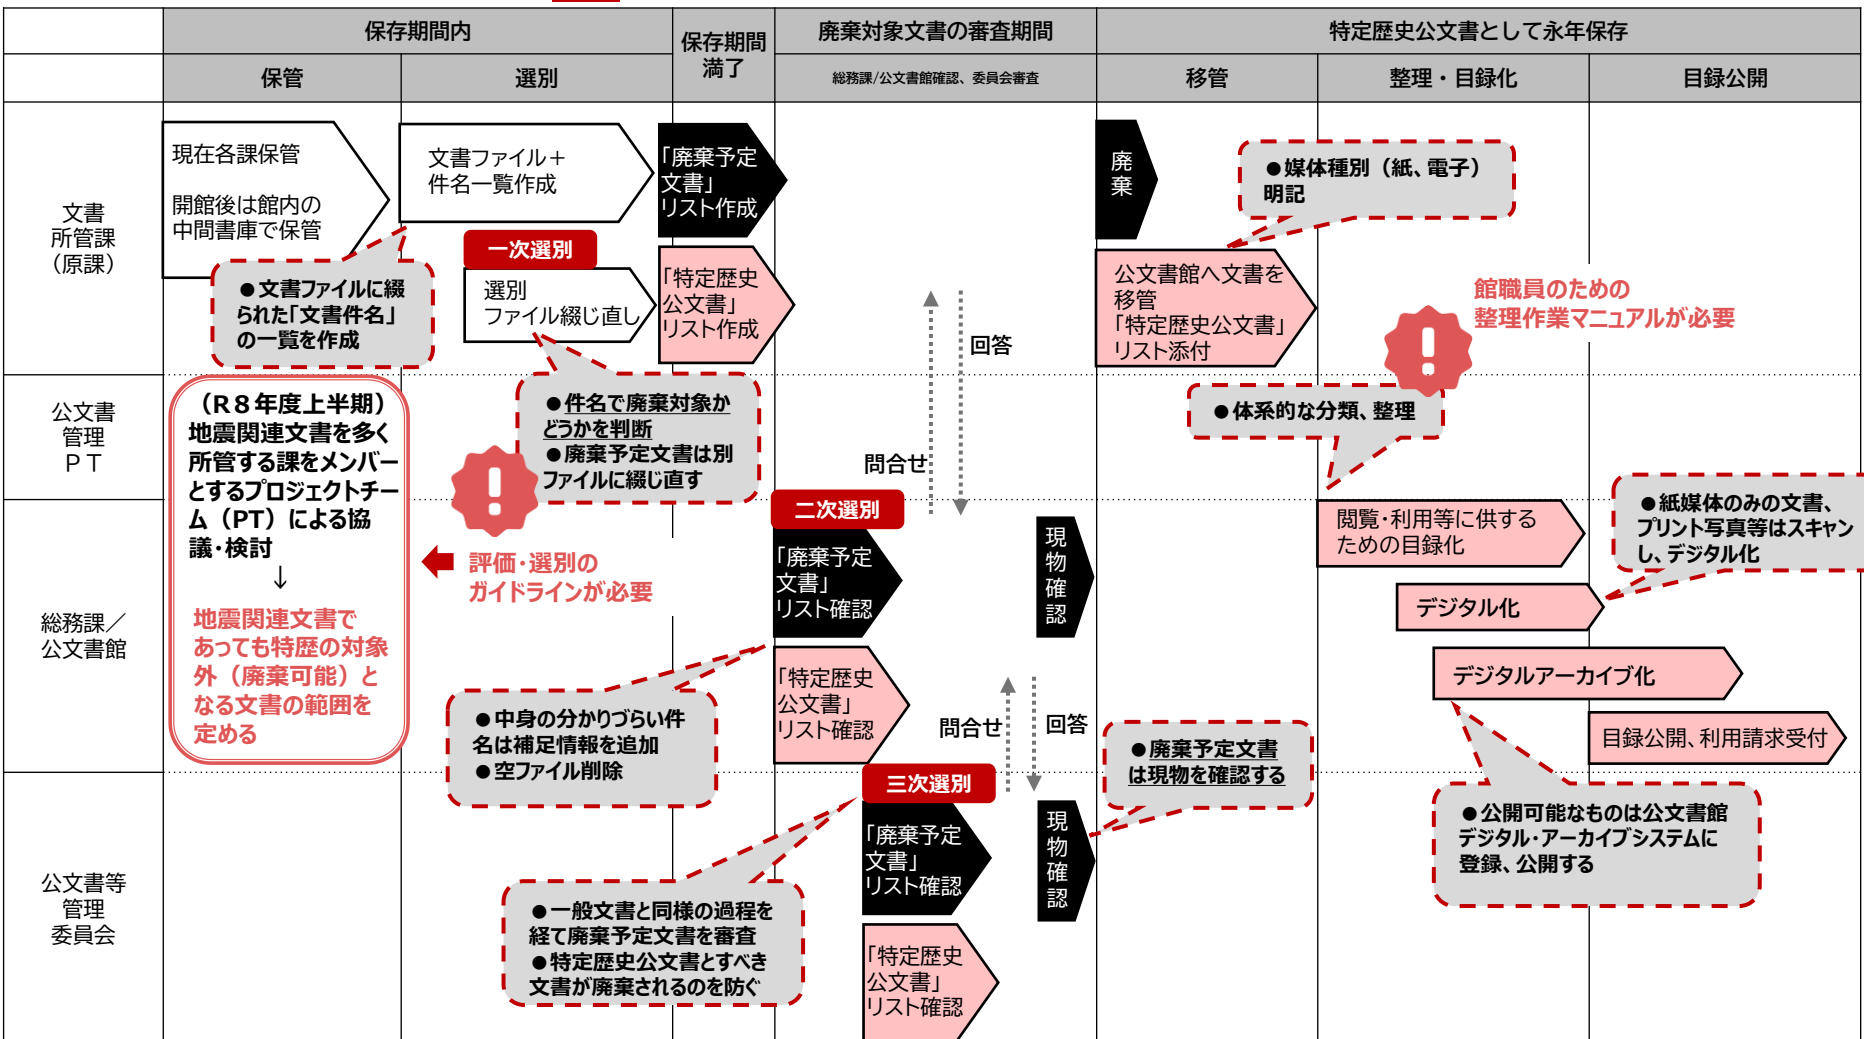 保存期間内
保存期間
満了
廃棄対象文書の審査期間
特定歴史公文書として永年保存
保管
選別
総務課/公文書館確認、委員会審査
移管
整理・目録化
目録公開
文書
所管課
（原課）
現在各課保管
開館後は館内の
中間書庫で保管
●文書ファイルに綴
られた「文書件名」
の一覧を作成
文書ファイル＋
件名一覧作成
一次選別
選別
ファイル綴じ直し
「廃棄予定
文書」
リスト作成
「特定歴史
公文書」
リスト作成
回答
問合せ
廃
棄
公文書館へ文書を
移管
「特定歴史公文書」
リスト添付
●媒体種別（紙、電子）
明記
館職員のための
整理作業マニュアルが必要
公文書
管理
ＰＴ
（R８年度上半期）
地震関連文書を多く
所管する課をメンバー
とするプロジェクトチー
ム（PT）による協
議・検討
↓
地震関連文書で
あっても特歴の対象
外（廃棄可能）と
なる文書の範囲を
定める
●件名で廃棄対象か
どうかを判断
●廃棄予定文書は別
ファイルに綴じ直す
評価・選別の
ガイドラインが必要
●体系的な分類、整理
総務課／
公文書館
二次選別
「廃棄予定
文書」
リスト確認
現
物
確
認
「特定歴史
公文書」
リスト確認
●中身の分かりづらい件
名は補足情報を追加
●空ファイル削除
問合せ
回答
閲覧・利用等に供する
ための目録化
●紙媒体のみの文書、
プリント写真等はスキャン
し、デジタル化
デジタル化
デジタルアーカイブ化
目録公開、利用請求受付
●廃棄予定文書
は現物を確認する
●公開可能なものは公文書館
デジタル・アーカイブシステムに
登録、公開する
公文書等
管理
委員会
三次選別
「廃棄予定
文書」
リスト確認
現
物
確
認
「特定歴史
公文書」
リスト確認
●一般文書と同様の過程を
経て廃棄予定文書を審査
●特定歴史公文書とすべき
文書が廃棄されるのを防ぐ